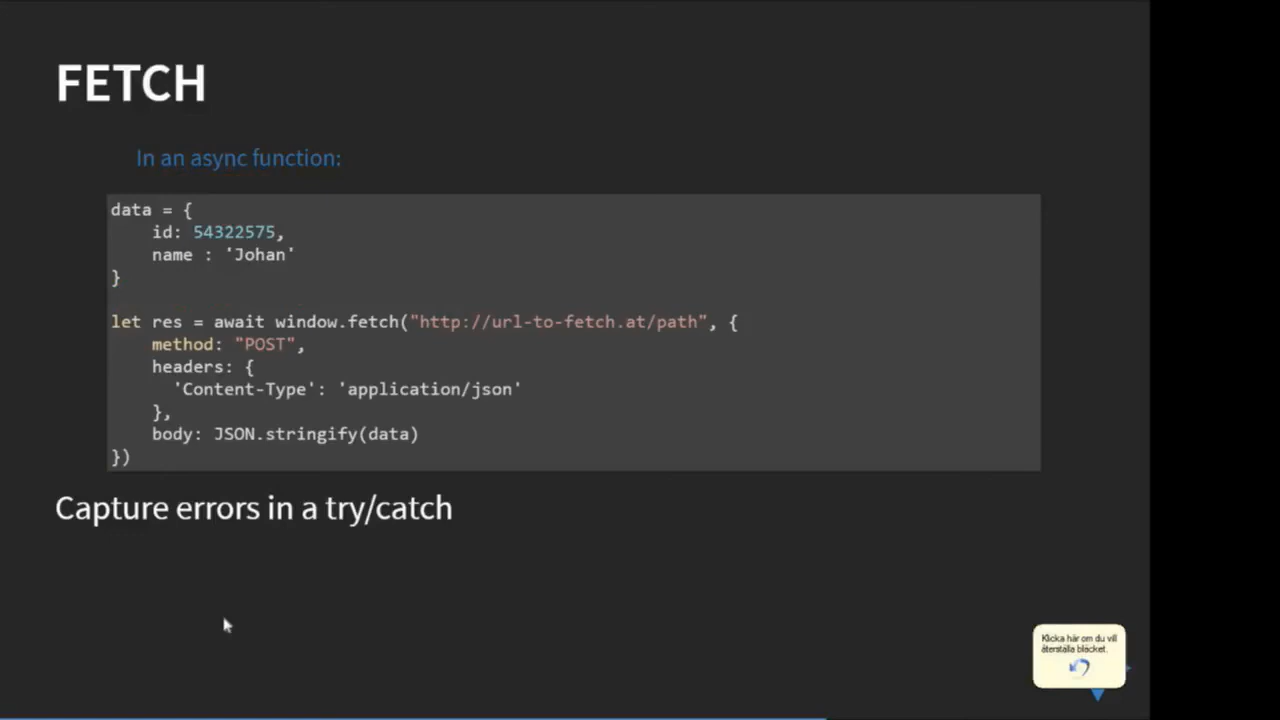 FETCH
In an async function:
data = {
    id: 54322575,
    name : 'Johan'
}
let res = await window.fetch("http://url-to-fetch.at/path", {
    method: "POST",
    headers: {
      'Content-Type': 'application/json'
    },
    body: JSON.stringify(data)
})
Capture errors in a try/catch
Klicka här om du vill
återställa bläcket.